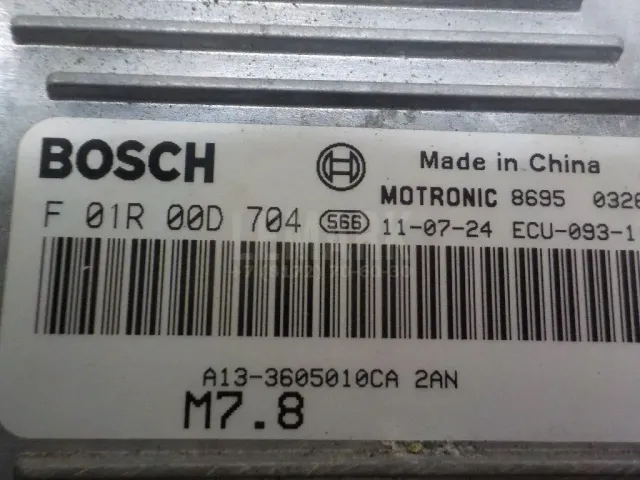 BOSCH
Made in China
MOTRONIC 8695 0326
F 01R 00D 704 566 11-07-24 ECU-093-1
A13-3605010CA 2AN
M7.8